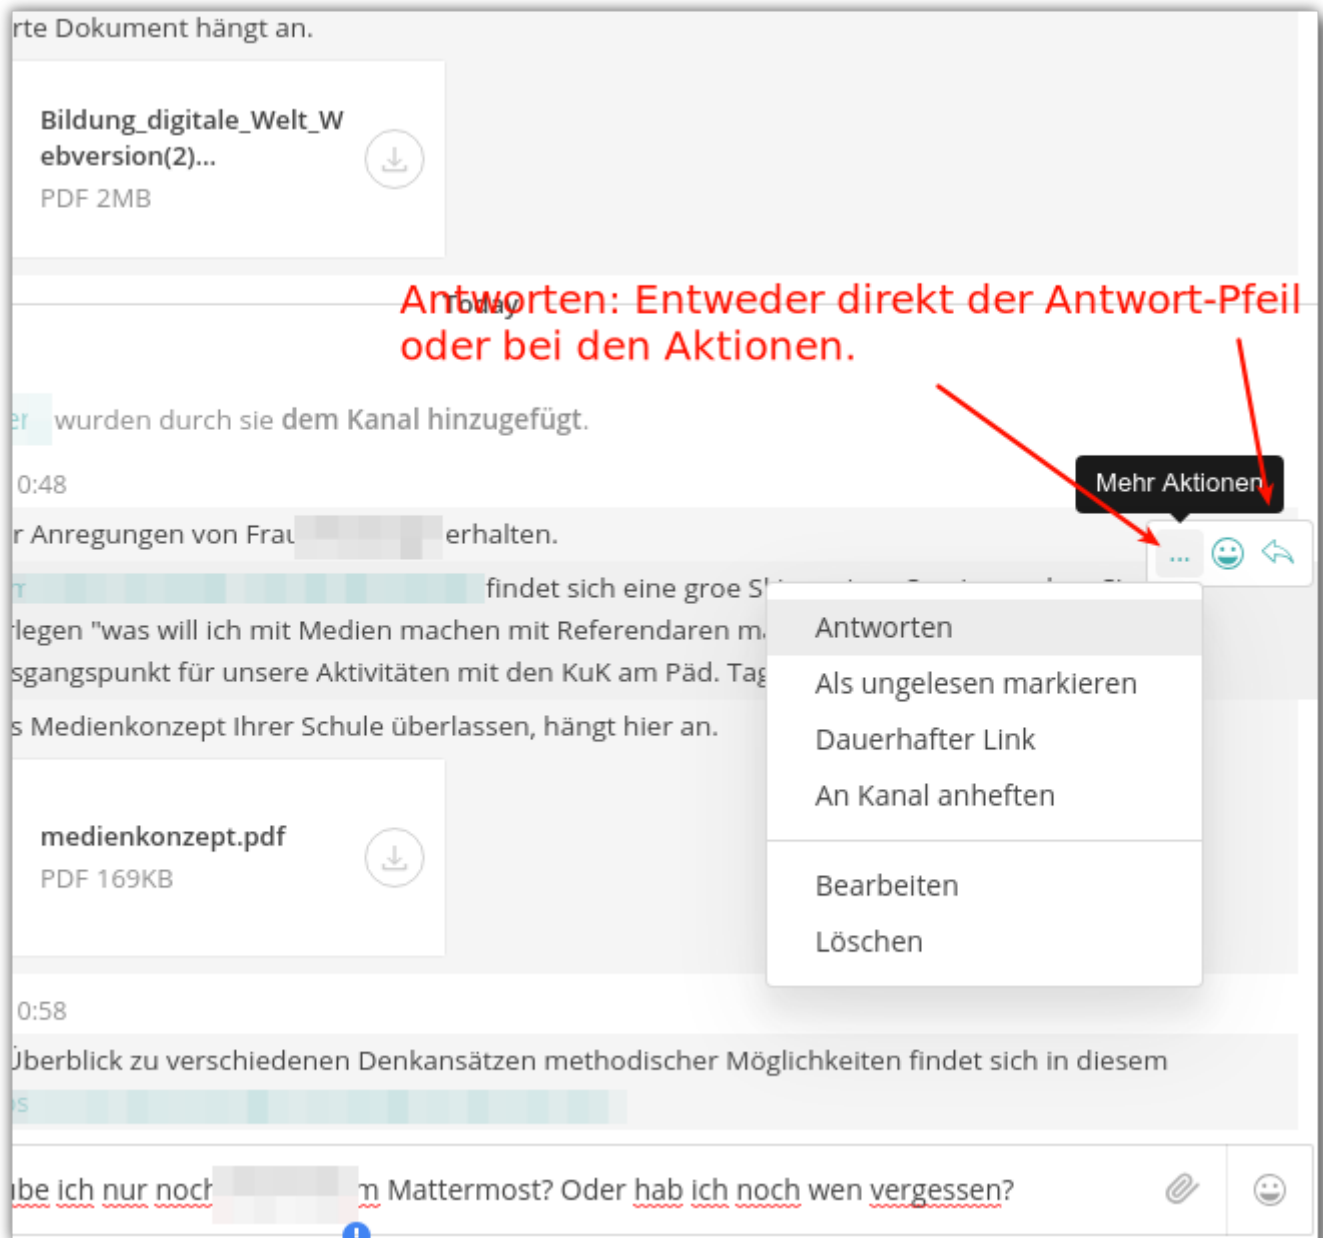 rte Dokument hängt an.
Bildung_digitale_Welt_W
ebversion(2)...
PDF 2MB
Today
Antworten: Entweder direkt der Antwort-Pfeil
oder bei den Aktionen.
er wurden durch sie dem Kanal hinzugefügt.
0:48
Mehr Aktionen
r Anregungen von Frau erhalten.
...
findet sich eine groe
rlegen "was will ich mit Medien machen mit Referendaren
sgangspunkt für unsere Aktivitäten mit den KuK am Päd. Tag
s Medienkonzept Ihrer Schule überlassen, hängt hier an.
Antworten
Als ungelesen markieren
Dauerhafter Link
An Kanal anheften
Bearbeiten
Löschen
medienkonzept.pdf
PDF 169KB
0:58
Überblick zu verschiedenen Denkansätzen methodischer Möglichkeiten findet sich in diesem
os
be ich nur noch m Mattermost? Oder hab ich noch wen vergessen?